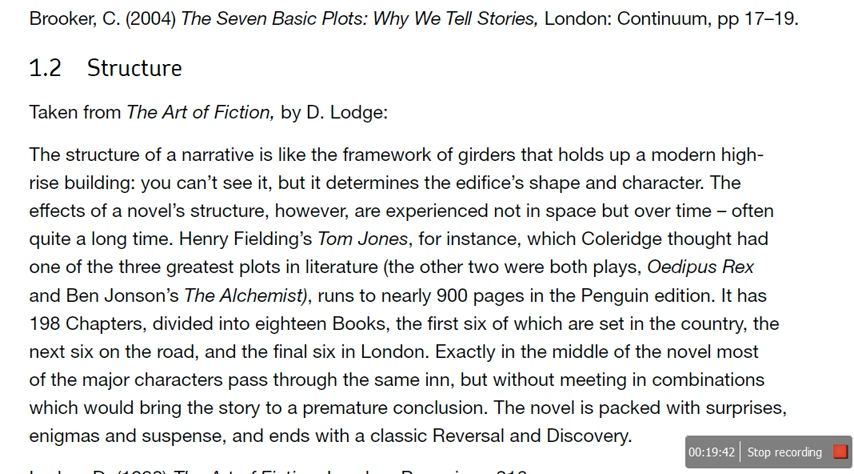 Brooker, C. (2004) The Seven Basic Plots: Why We Tell Stories, London: Continuum, pp 17–19.
1.2 Structure
Taken from The Art of Fiction, by D. Lodge:
The structure of a narrative is like the framework of girders that holds up a modern high-
rise building: you can’t see it, but it determines the edifice’s shape and character. The
effects of a novel’s structure, however, are experienced not in space but over time – often
quite a long time. Henry Fielding’s Tom Jones, for instance, which Coleridge thought had
one of the three greatest plots in literature (the other two were both plays, Oedipus Rex
and Ben Jonson’s The Alchemist), runs to nearly 900 pages in the Penguin edition. It has
198 Chapters, divided into eighteen Books, the first six of which are set in the country, the
next six on the road, and the final six in London. Exactly in the middle of the novel most
of the major characters pass through the same inn, but without meeting in combinations
which would bring the story to a premature conclusion. The novel is packed with surprises,
enigmas and suspense, and ends with a classic Reversal and Discovery.
00:19:42 Stop recording